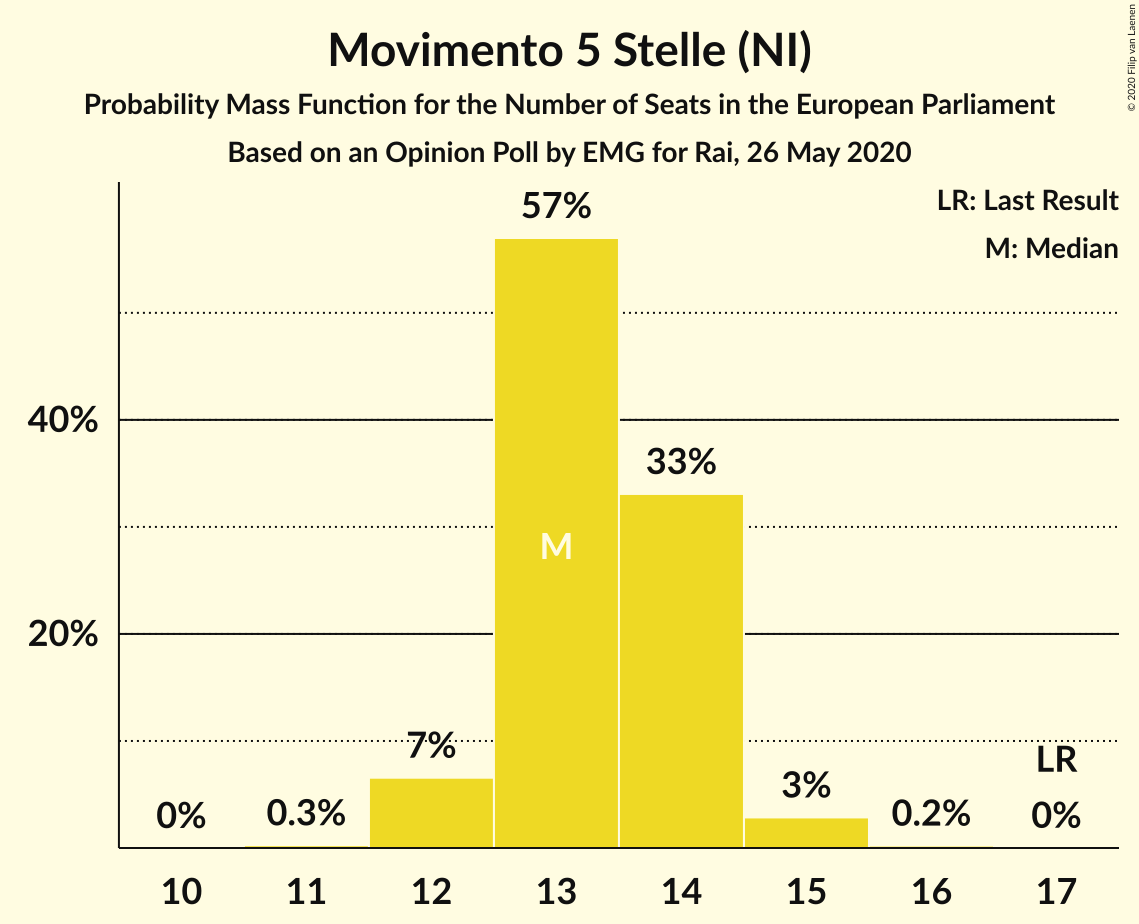 Movimento 5 Stelle (NI)
Probability Mass Function for the Number of Seats in the European Parliament
Based on an Opinion Poll by EMG for Rai, 26 May 2020
© 2020 Filip van Laenen
LR: Last Result
M: Median
57%
40%
33%
M
20%
7%
LR
3%
0%
0.3%
0.2%
0%
10
11
12
13
14
15
16
17